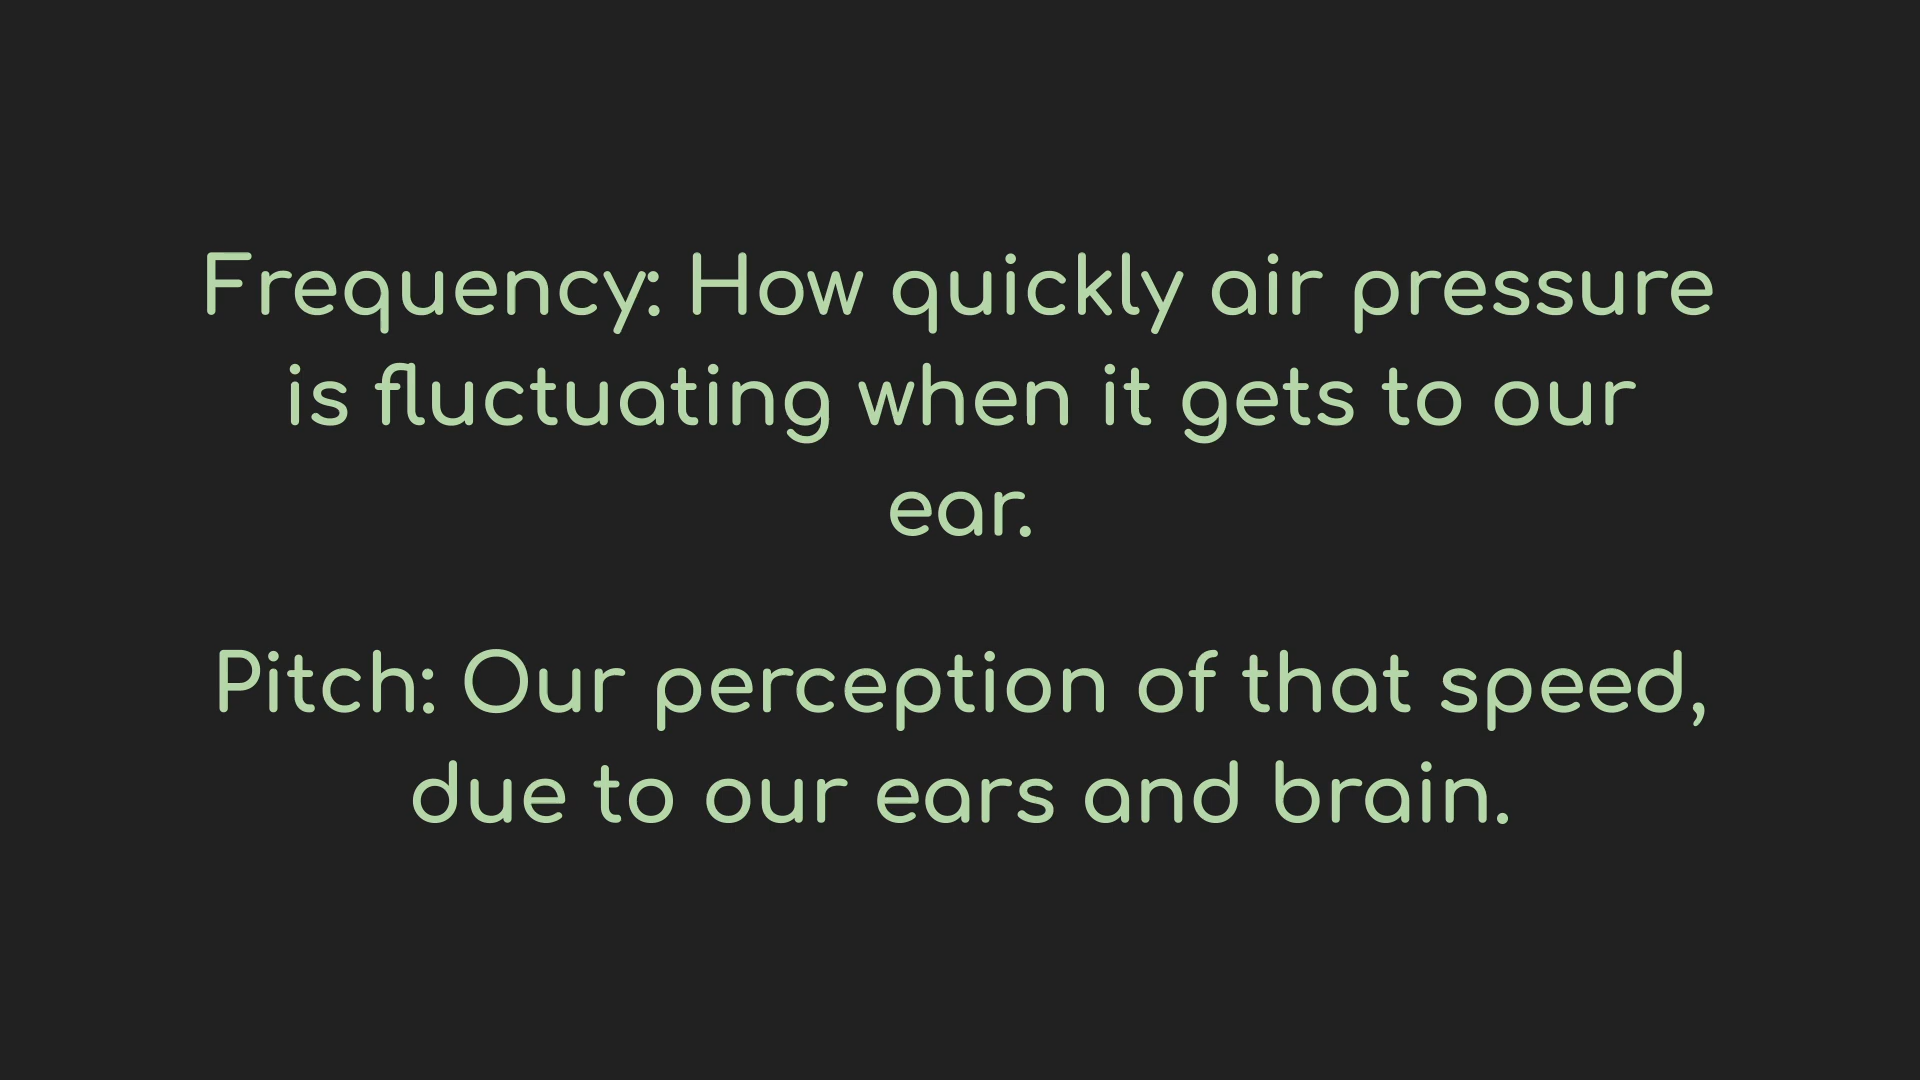 Frequency: How quickly air pressure
is fluctuating when it gets to our
ear.
Pitch: Our perception of that speed,
due to our ears and brain.